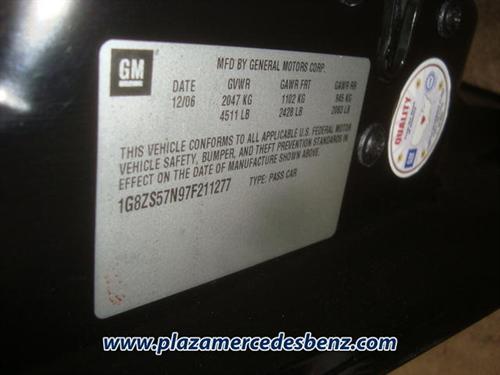 GM
MFD BY GENERAL MOTORS CORP.
DATE GVWR GAWR FRT GAWR RR
12/06 2047 KG 1102 KG 945 KG
4511 LB 2428 LB 2083 LB
THIS VEHICLE CONFORMS TO ALL APPLICABLE U.S. FEDERAL MOTOR
VEHICLE SAFETY, BUMPER, AND THEFT PREVENTION STANDARDS IN
EFFECT ON THE DATE OF MANUFACTURE SHOWN ABOVE.
1G8ZS57N97F211277 TYPE: PASS CAR
QUALITY
GM
www.plazamercedesbenz.com